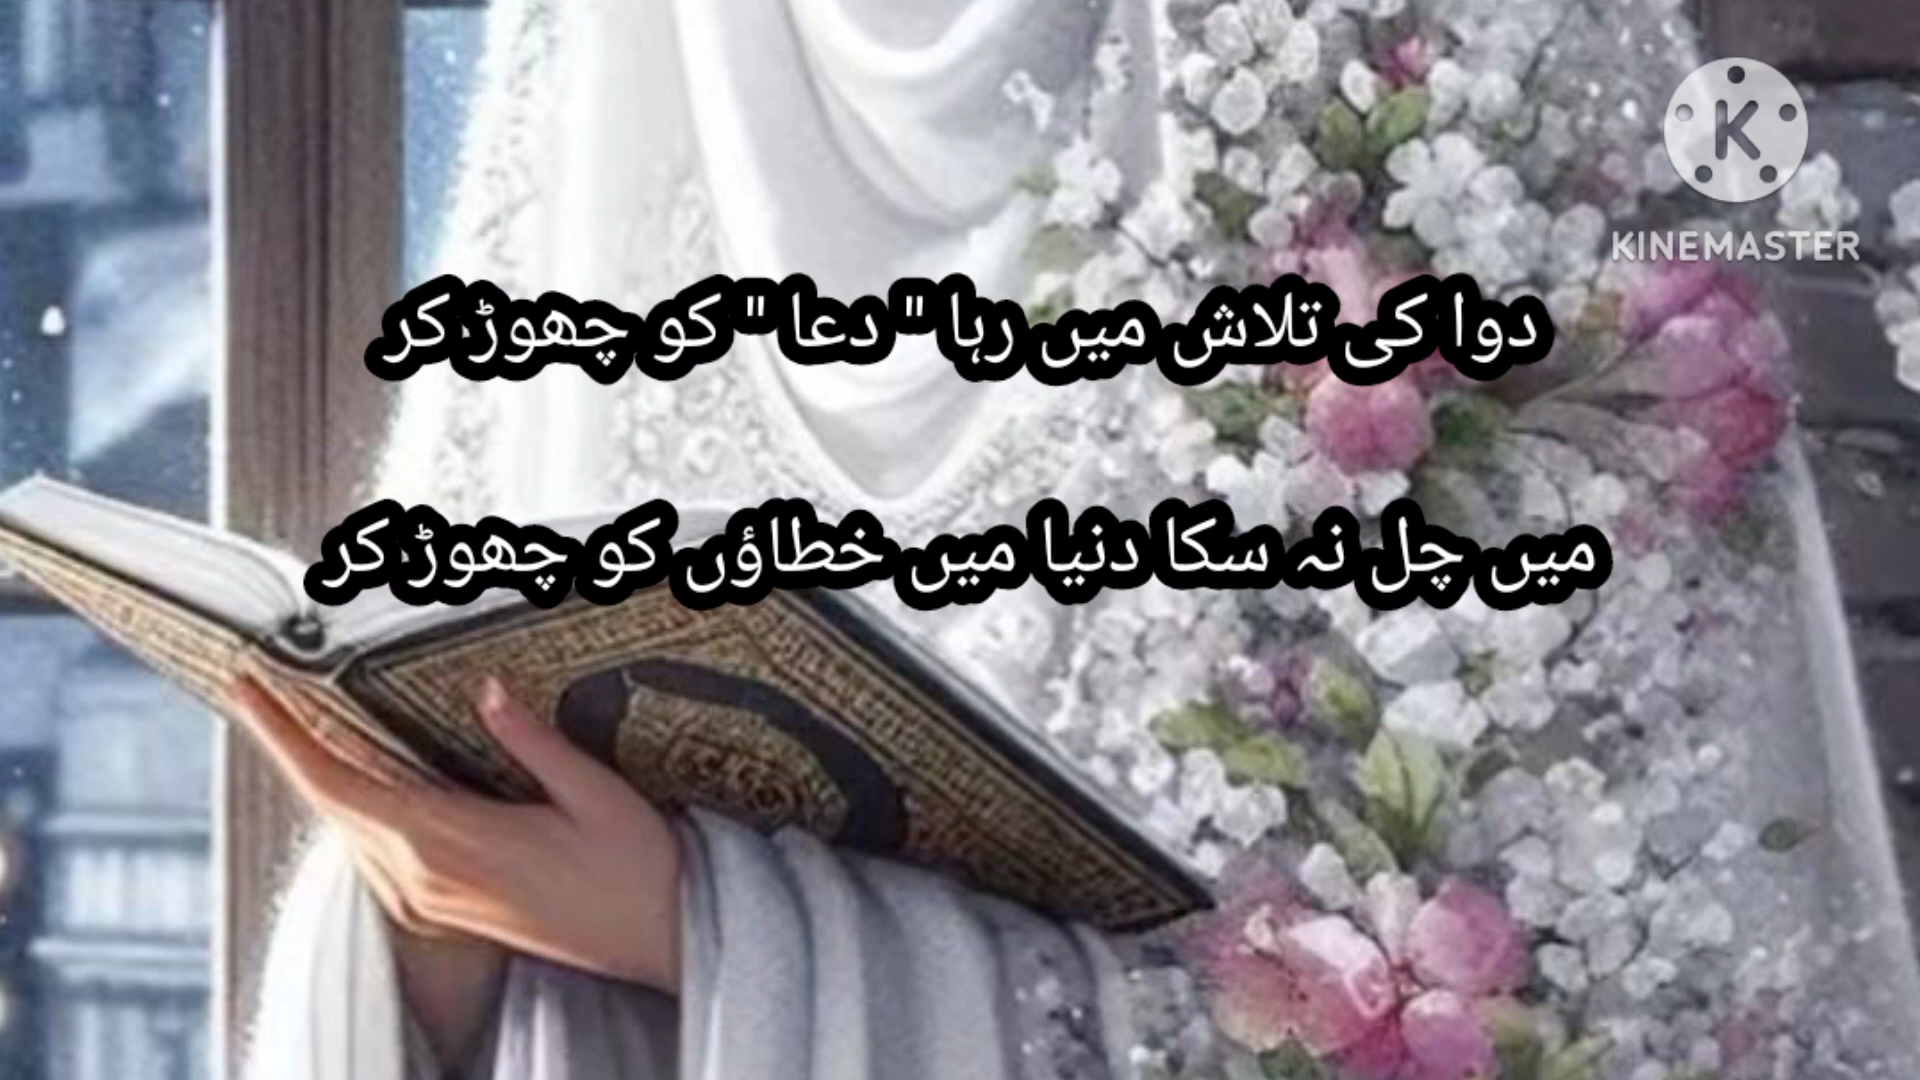 KINEMASTER
دوا کی تلاش میں رہا " دعا " کو چھوڑ کر
میں چل نہ سکا دنیا میں خطاؤں کو چھوڑ کر